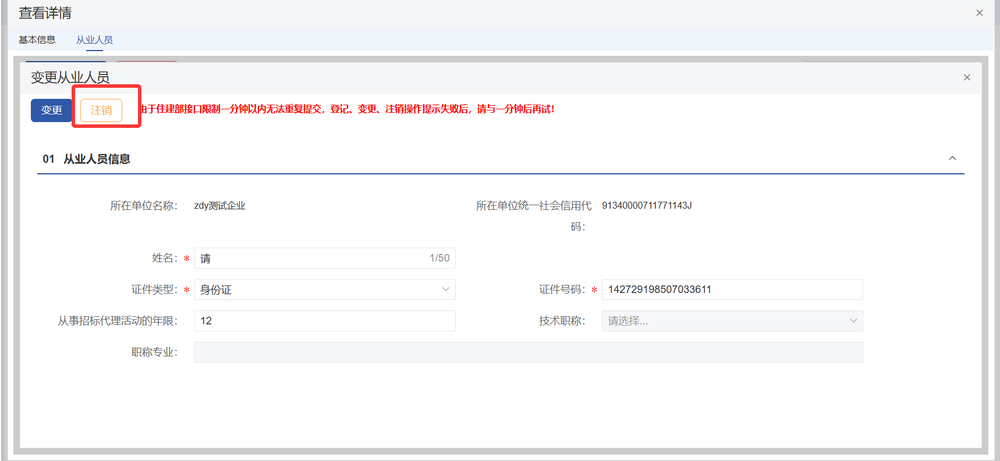 查看详情
基本信息 从业人员
变更从业人员
变更 注销 由于住建部接口限制一分钟以内无法重复提交，登记、变更、注销操作提示失败后，请与一分钟后再试！
01 从业人员信息
所在单位名称： zdy测试企业 所在单位统一社会信用代 91340000711771143J
码：
姓名：* 请 1/50
证件类型：* 身份证 证件号码：* 142729198507033611
从事招标代理活动的年限： 12 技术职称： 请选择...
职称专业：